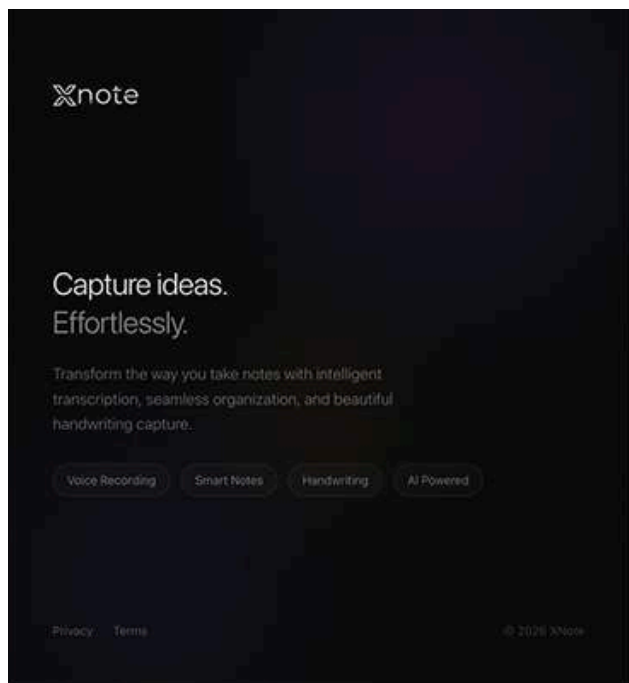 Xnote
Capture ideas.
Effortlessly.
Transform the way you take notes with intelligent
transcription, seamless organization, and beautiful
handwriting capture.
Voice Recording Smart Notes Handwriting AI Powered
Privacy Terms © 2026 XNote